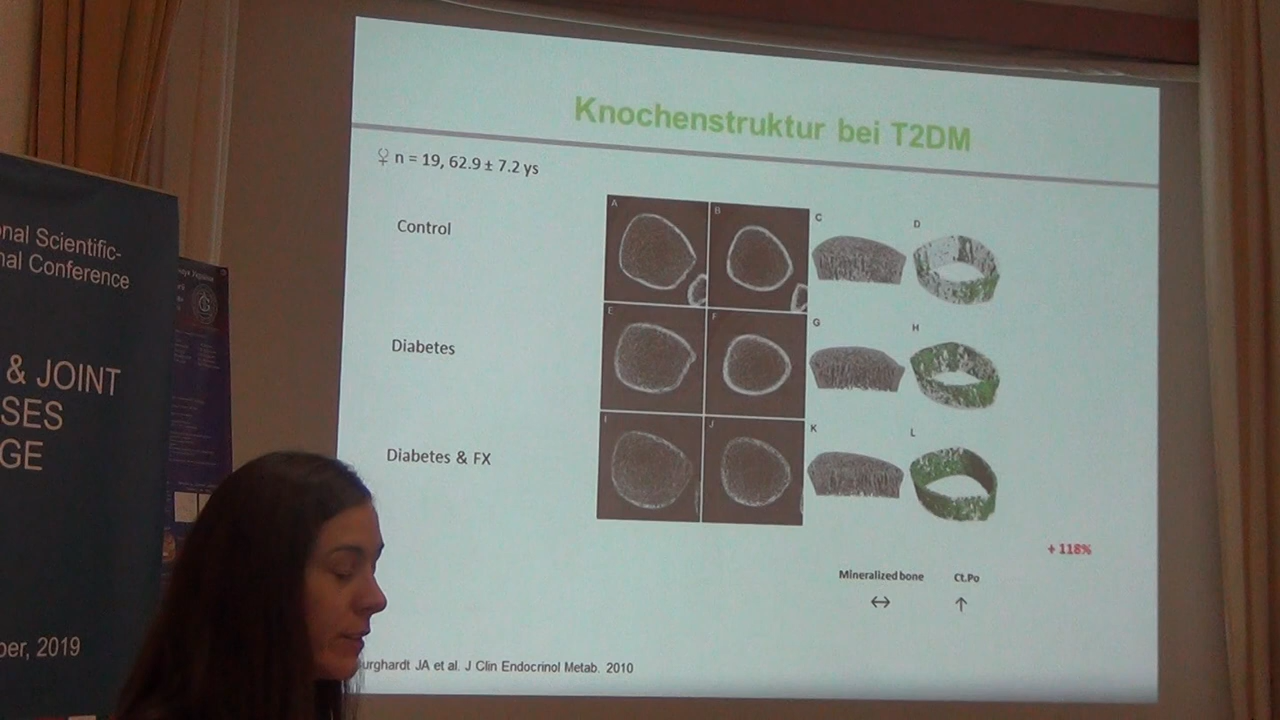 Knochenstruktur bei T2DM
♀ n = 19, 62.9 ± 7.2 ys
Control
Diabetes
Diabetes & FX
A
B
C
D
E
F
G
H
I
J
K
L
+ 118%
Mineralized bone
Ct.Po
↔
↑
urghardt JA et al. J Clin Endocrinol Metab. 2010
nal Scientific-
al Conference
& JOINT
SES
GE
ber, 2019